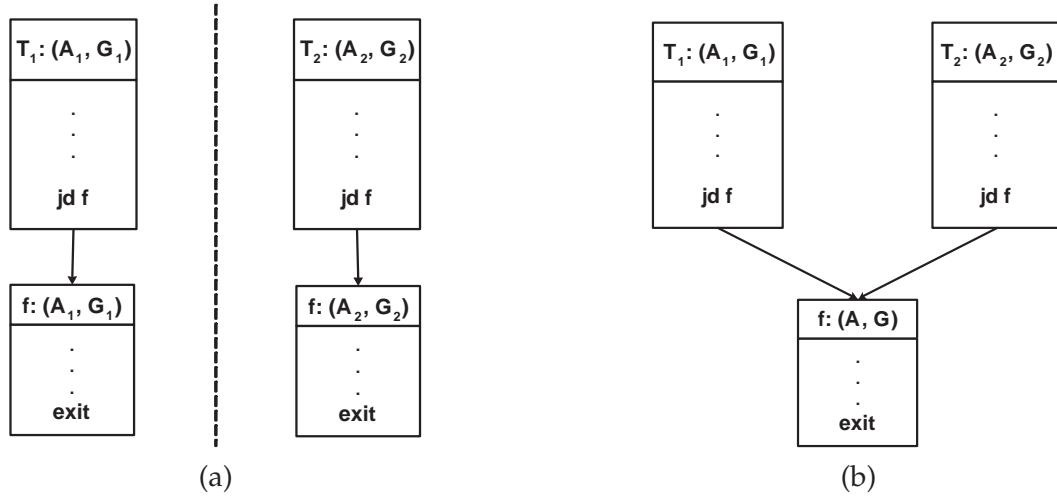 T₁: (A₁, G₁)
.
.
.
jd f
f: (A₁, G₁)
.
.
.
exit
T₂: (A₂, G₂)
.
.
.
jd f
f: (A₂, G₂)
.
.
.
exit
(a)
T₁: (A₁, G₁)
.
.
.
jd f
T₂: (A₂, G₂)
.
.
.
jd f
f: (A, G)
.
.
.
exit
(b)